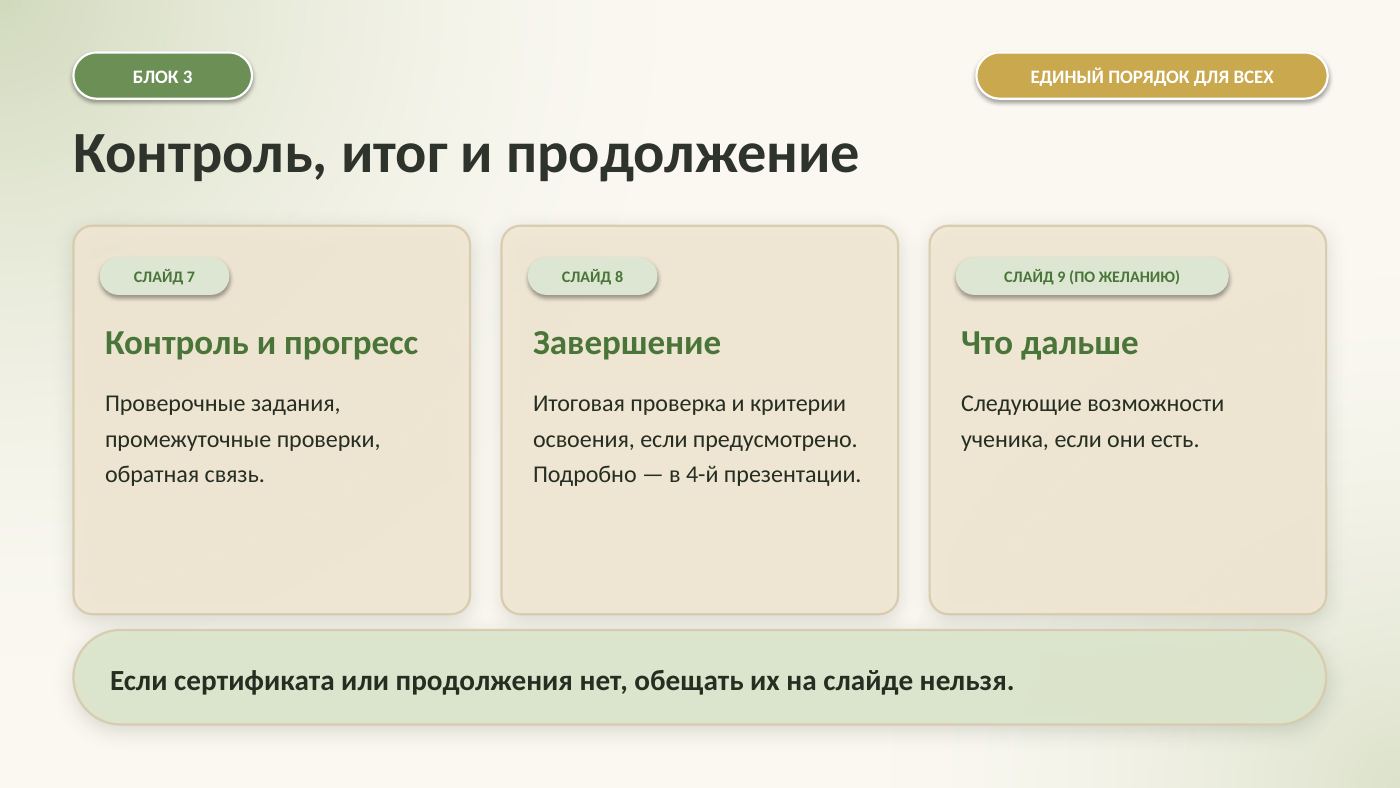 БЛОК 3
ЕДИНЫЙ ПОРЯДОК ДЛЯ ВСЕХ
Контроль, итог и продолжение
СЛАЙД 7
Контроль и прогресс
Проверочные задания,
промежуточные проверки,
обратная связь.
СЛАЙД 8
Завершение
Итоговая проверка и критерии
освоения, если предусмотрено.
Подробно — в 4-й презентации.
СЛАЙД 9 (ПО ЖЕЛАНИЮ)
Что дальше
Следующие возможности
ученика, если они есть.
Если сертификата или продолжения нет, обещать их на слайде нельзя.